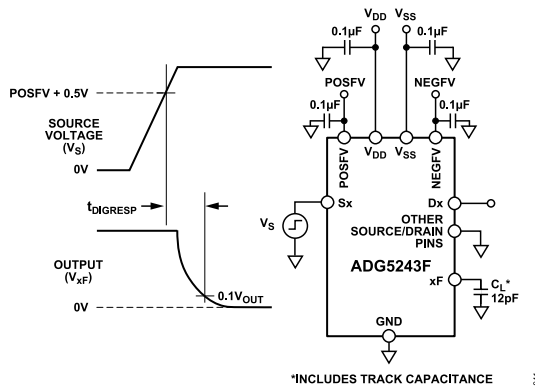 POSFV + 0.5V
SOURCE
VOLTAGE
(VS)
0V
tDIGRESP
OUTPUT
(VxF)
0V
0.1VOUT
VDD
VSS
0.1µF
0.1µF
POSFV
NEGFV
0.1µF
0.1µF
POSFV
VDD
VSS
NEGFV
VS
Sx
Dx
OTHER
SOURCE/DRAIN
PINS
ADG5243F
xF
CL*
12pF
GND
*INCLUDES TRACK CAPACITANCE